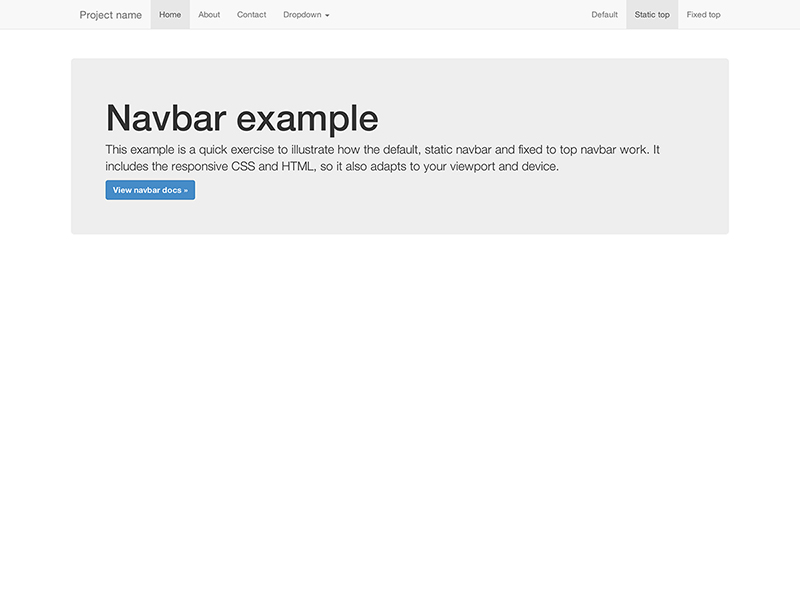 Project name Home About Contact Dropdown Default Static top Fixed top
Navbar example
This example is a quick exercise to illustrate how the default, static navbar and fixed to top navbar work. It
includes the responsive CSS and HTML, so it also adapts to your viewport and device.
View navbar docs »